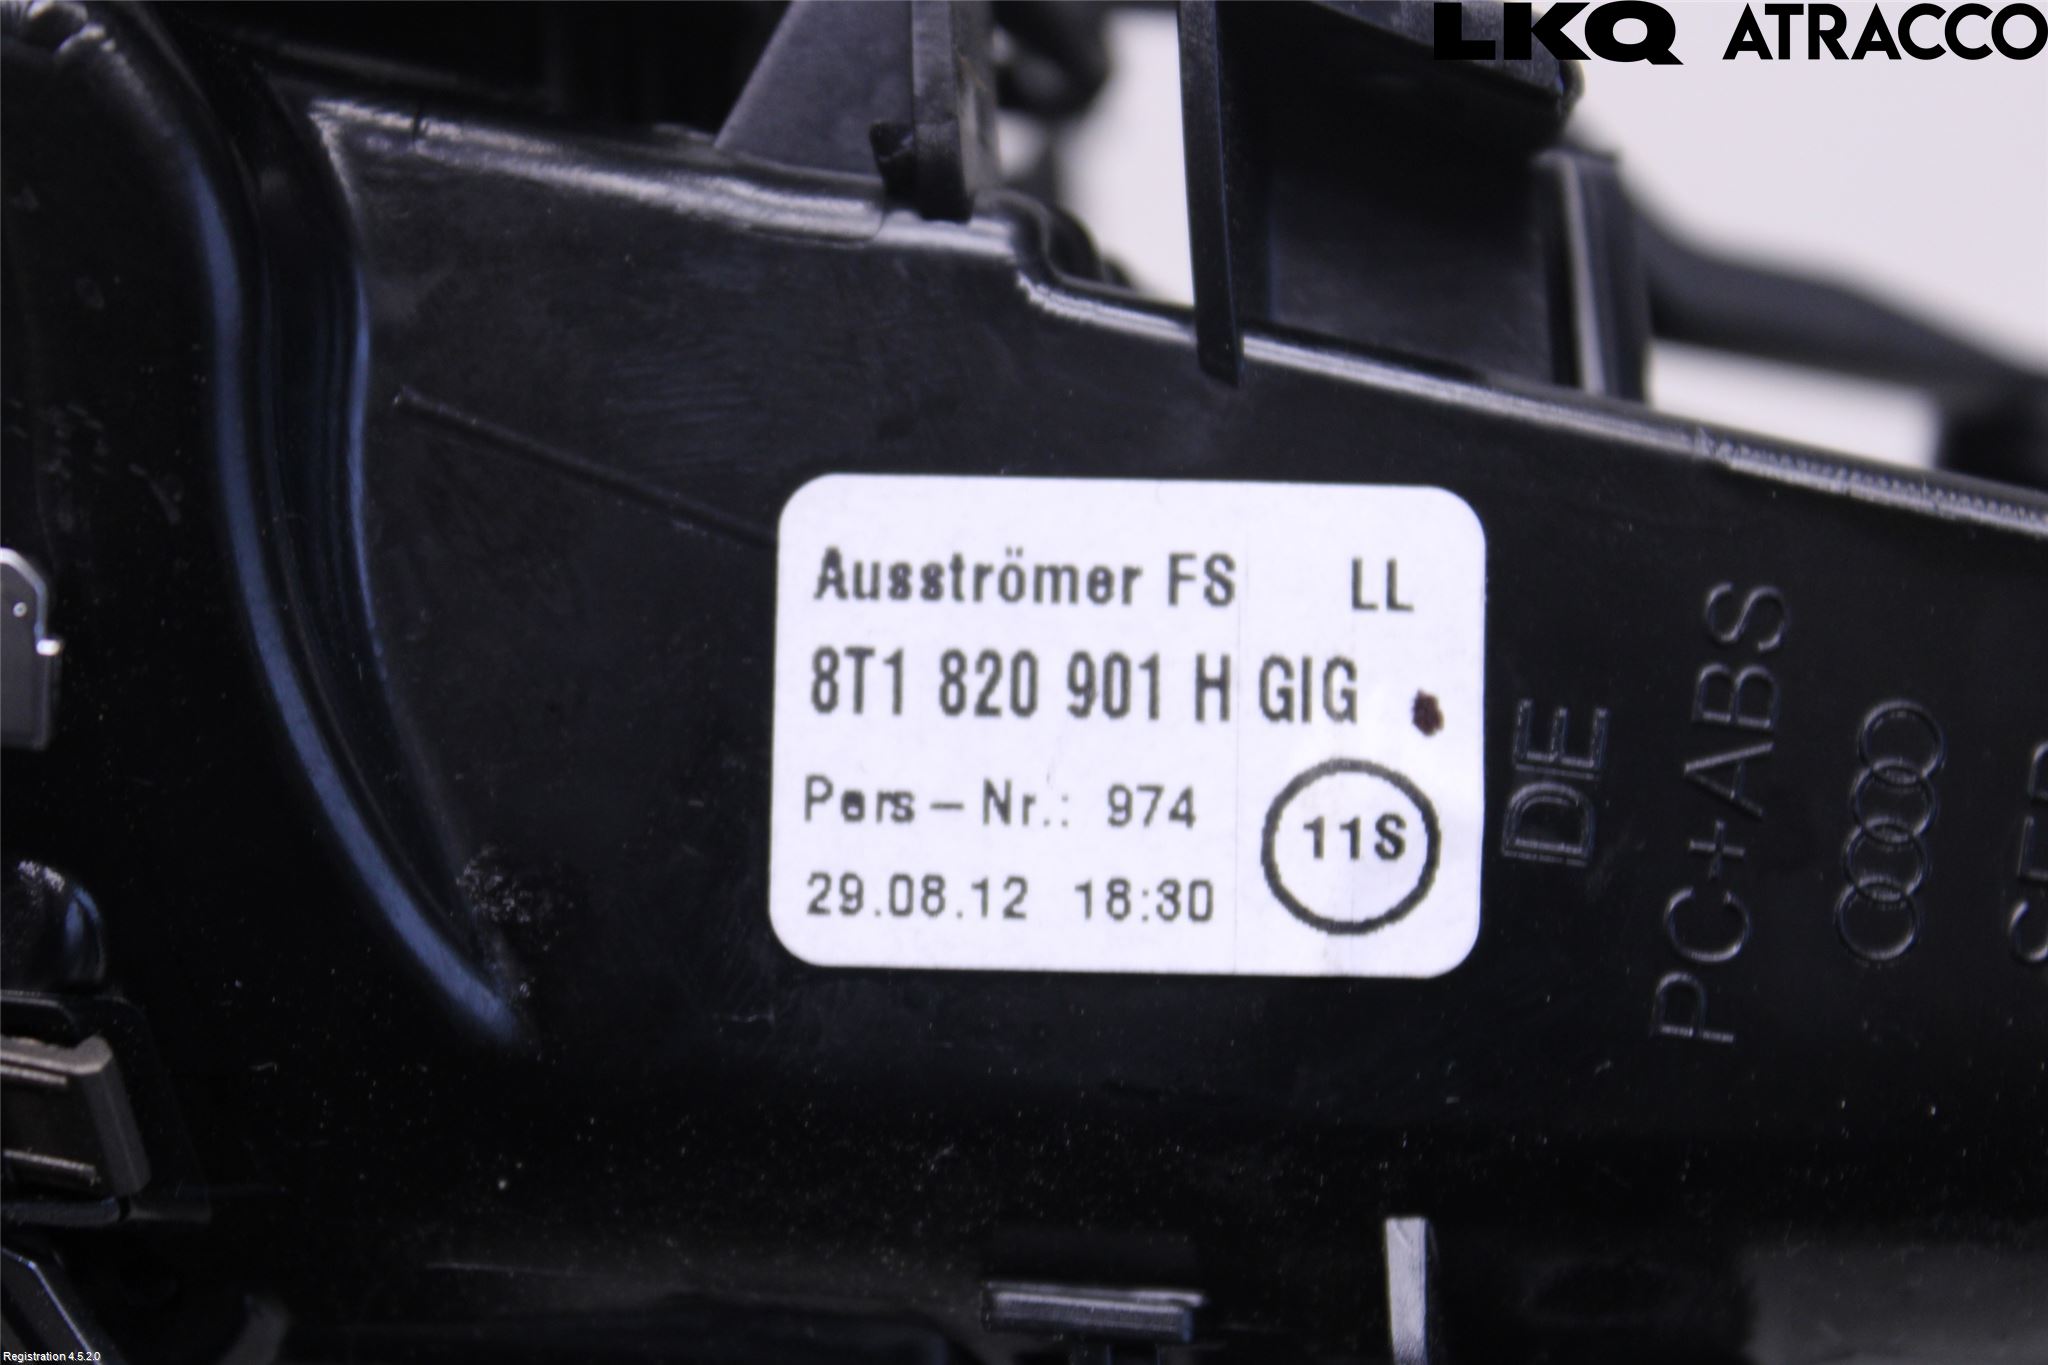 LKQ ATRACCO
Ausströmer FS LL
8T1 820 901 H GIG
Pers-Nr.: 974
11S
29.08.12 18:30
DE
PC+ABS
Registration 4.5.2.0